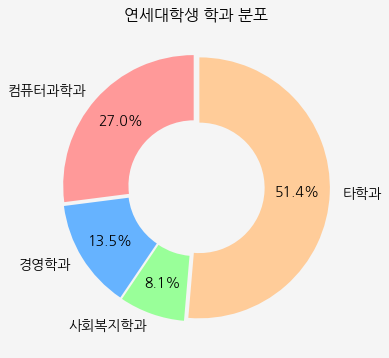 연세대학생 학과 분포
컴퓨터과학과
27.0%
51.4%
타학과
13.5%
경영학과
8.1%
사회복지학과